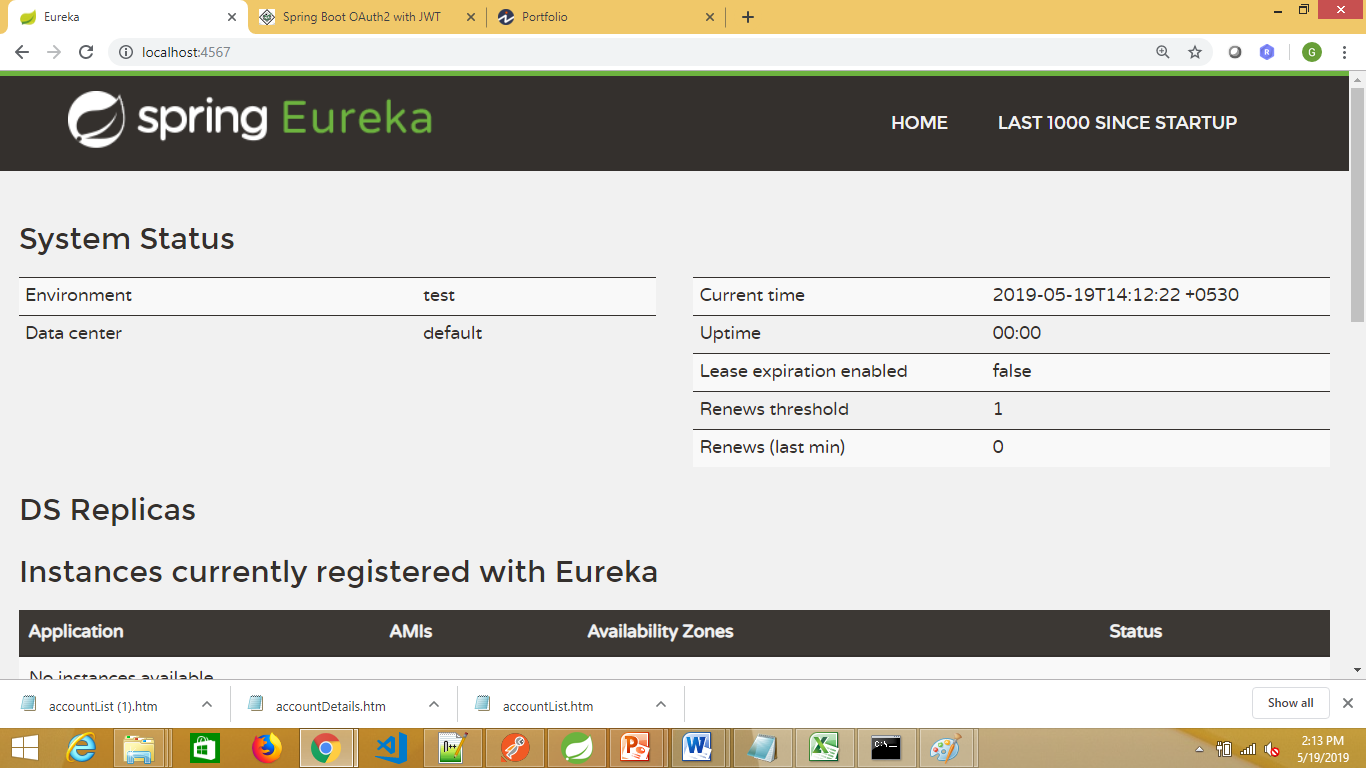 Eureka
Spring Boot OAuth2 with JWT
Portfolio
localhost:4567
R
G
spring Eureka
HOME
LAST 1000 SINCE STARTUP
System Status
Environment test
Data center default
Current time 2019-05-19T14:12:22 +0530
Uptime 00:00
Lease expiration enabled false
Renews threshold 1
Renews (last min) 0
DS Replicas
Instances currently registered with Eureka
Application AMIs Availability Zones Status
No instances available
accountList (1).htm
accountDetails.htm
accountList.htm
Show all
2:13 PM
5/19/2019